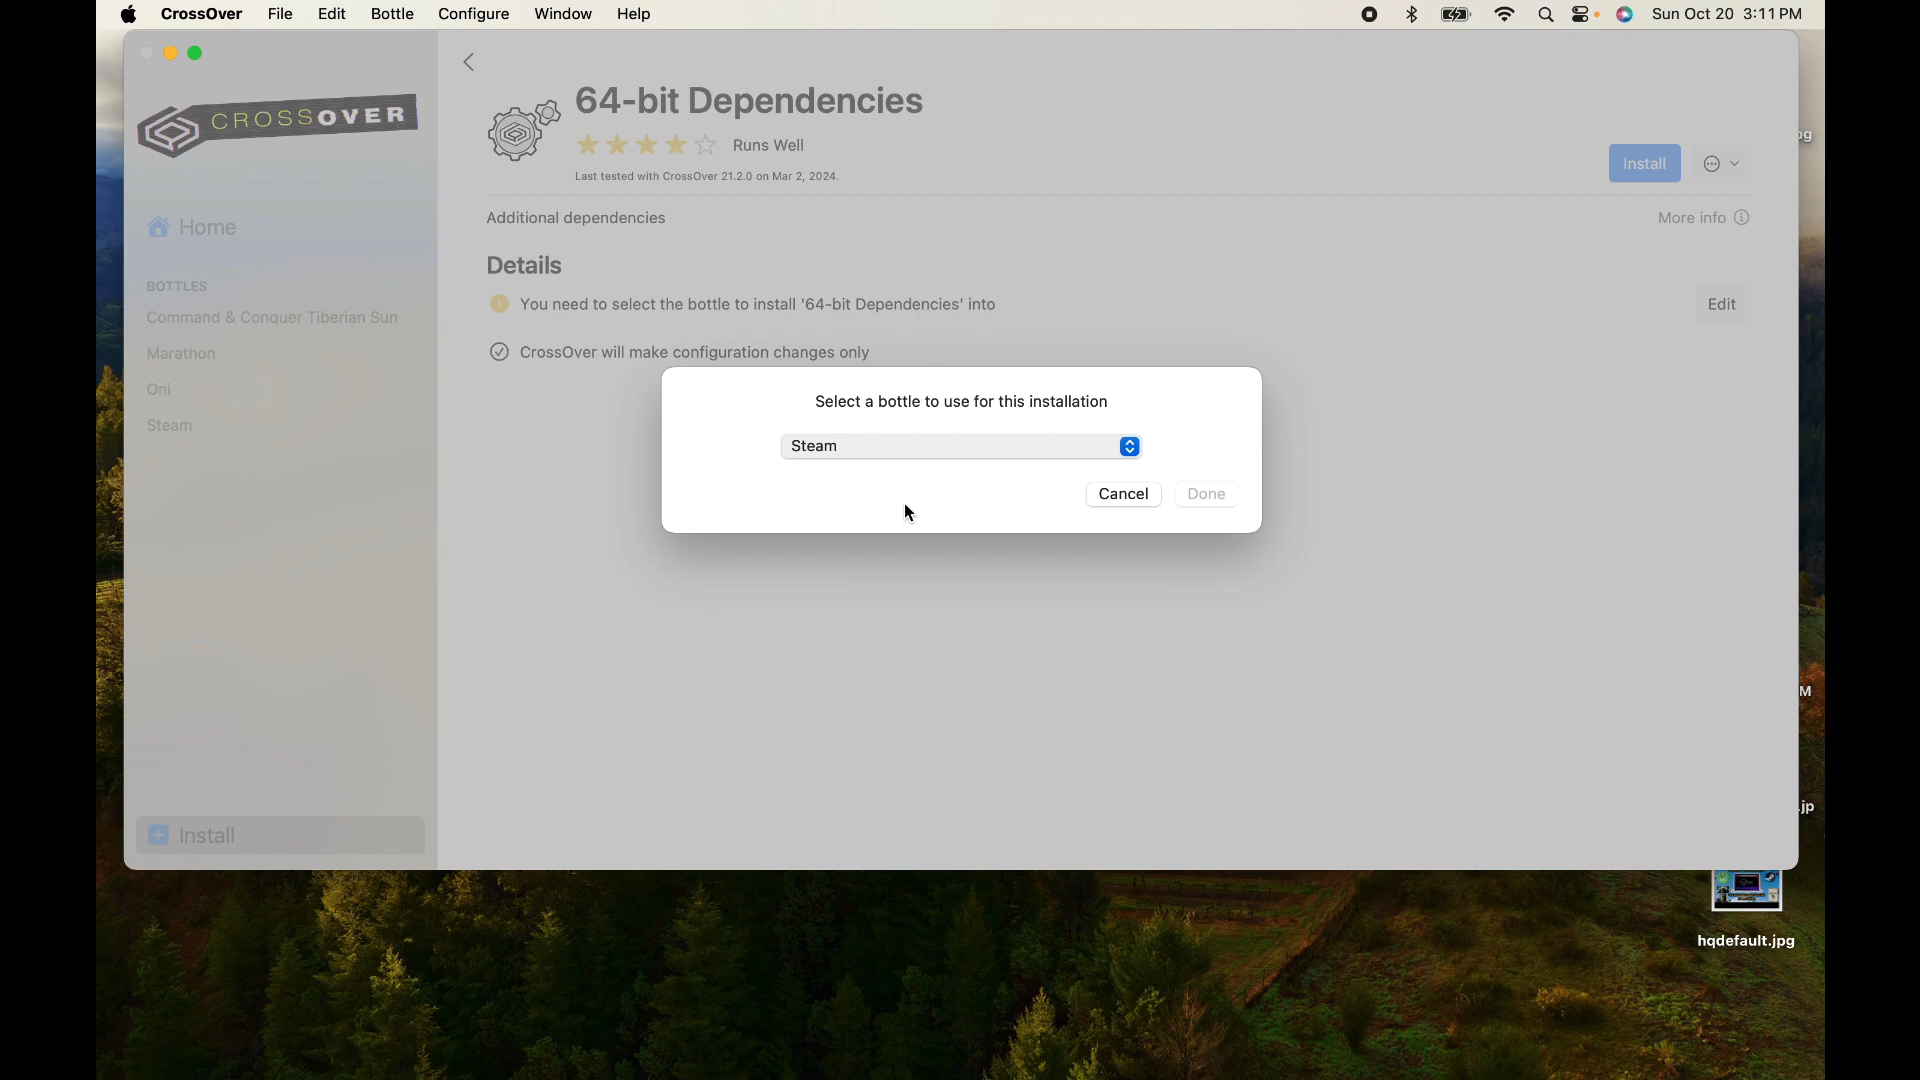 CrossOver File Edit Bottle Configure Window Help Sun Oct 20 3:11 PM
CROSSOVER
Home
BOTTLES
Command & Conquer Tiberian Sun
Marathon
Oni
Steam
Install
64-bit Dependencies
Runs Well
Last tested with CrossOver 21.2.0 on Mar 2, 2024.
Install
Additional dependencies
More info
Details
You need to select the bottle to install '64-bit Dependencies' into
Edit
CrossOver will make configuration changes only
Select a bottle to use for this installation
Steam
Cancel Done
pg
M
.jp
hqdefault.jpg